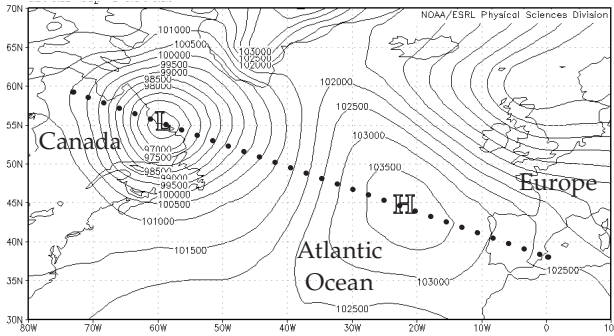 NOAA/ESRL Physical Sciences Division
70N
65N
60N
55N
50N
45N
40N
35N
30N
101000
100500
100000
99500
99000
98500
98000
103000
102500
102000
102000
102500
103000
103500
L
Canada
97000
97500
98500
99000
99500
100000
100500
101000
101500
H
Europe
Atlantic
Ocean
103000
102500
102500
80W
70W
60W
50W
40W
30W
20W
10W
0
10